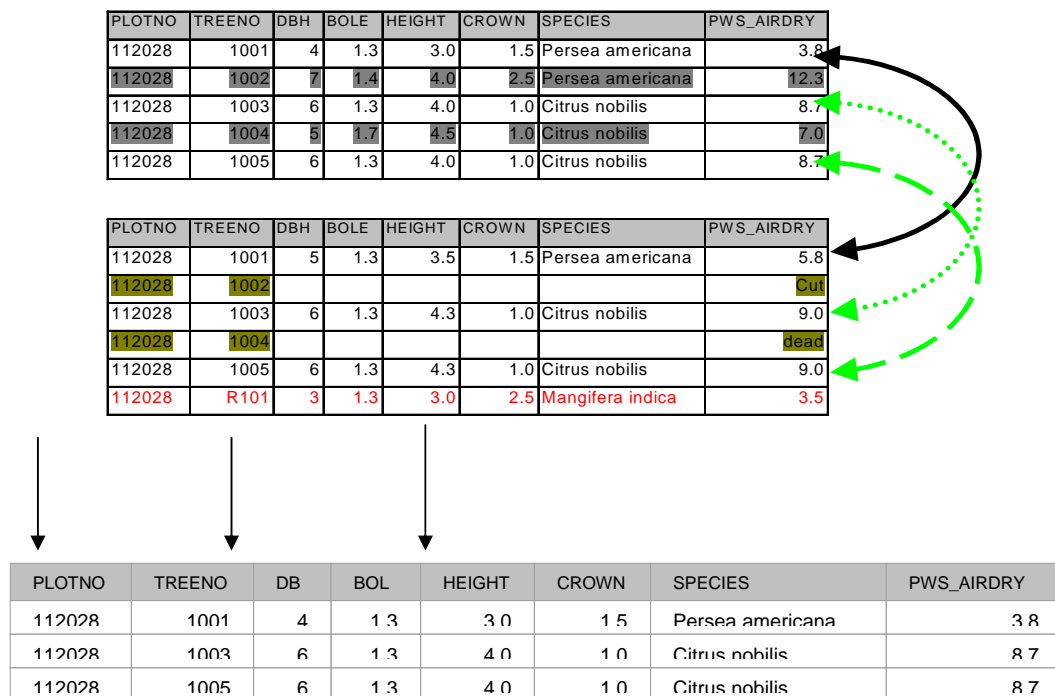 PLOTNO TREENO DBH BOLE HEIGHT CROWN SPECIES PWS_AIRDRY
112028 1001 4 1.3 3.0 1.5 Persea americana 3.8
112028 1002 7 1.4 4.0 2.5 Persea americana 12.3
112028 1003 6 1.3 4.0 1.0 Citrus nobilis 8.7
112028 1004 5 1.7 4.5 1.0 Citrus nobilis 7.0
112028 1005 6 1.3 4.0 1.0 Citrus nobilis 8.7
PLOTNO TREENO DBH BOLE HEIGHT CROWN SPECIES PWS_AIRDRY
112028 1001 5 1.3 3.5 1.5 Persea americana 5.8
112028 1002 Cut
112028 1003 6 1.3 4.3 1.0 Citrus nobilis 9.0
112028 1004 dead
112028 1005 6 1.3 4.3 1.0 Citrus nobilis 9.0
112028 R101 3 1.3 3.0 2.5 Mangifera indica 3.5
PLOTNO TREENO DB BOL HEIGHT CROWN SPECIES PWS_AIRDRY
112028 1001 4 1.3 3.0 1.5 Persea americana 3.8
112028 1003 6 1.3 4.0 1.0 Citrus nobilis 8.7
112028 1005 6 1.3 4.0 1.0 Citrus nobilis 8.7